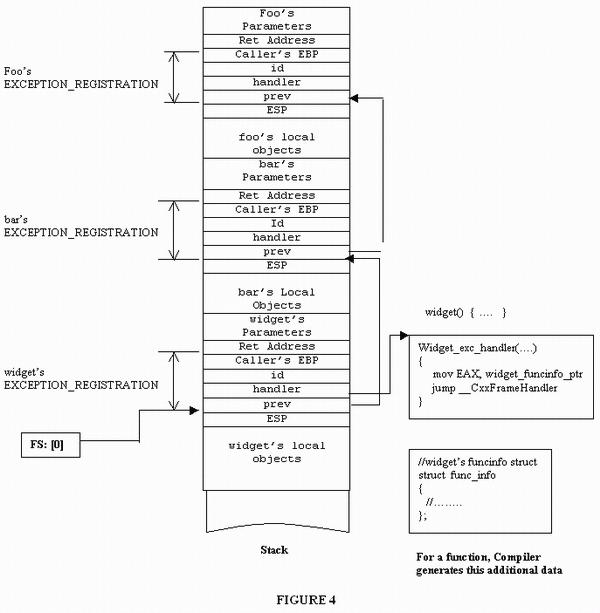 Foo's
Parameters
Ret Address
Caller's EBP
id
handler
prev
ESP
foo's local
objects
bar's
Parameters
Ret Address
Caller's EBP
Id
handler
prev
ESP
bar's Local
Objects
widget's
Parameters
Ret Address
Caller's EBP
id
handler
prev
ESP
widget's local
objects
Foo's
EXCEPTION_REGISTRATION
bar's
EXCEPTION_REGISTRATION
widget's
EXCEPTION_REGISTRATION
FS: [0]
widget() { .... }
Widget_exc_handler(....)
{
mov EAX, widget_funcinfo_ptr
jump __CxxFrameHandler
}
//widget's funcinfo struct
struct func_info
{
//........
};
For a function, Compiler
generates this additional data
Stack
FIGURE 4